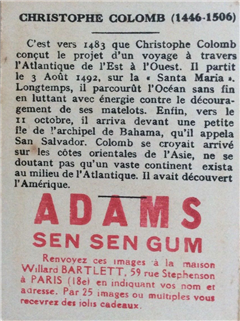 CHRISTOPHE COLOMB (1446-1506)
C'est vers 1483 que Christophe Colomb
conçut le projet d'un voyage à travers
l'Atlantique de l'Est à l'Ouest. Il partit
le 3 Août 1492, sur la « Santa Maria ».
Longtemps, il parcourût l'Océan sans fin
en luttant avec énergie contre le découra-
gement de ses matelots. Enfin, vers le
11 octobre, il arriva devant une petite
Ile de l'archipel de Bahama, qu'il appela
San Salvador. Colomb se croyait arrivé
sur les côtes orientales de l'Asie, ne se
doutant pas qu'un vaste continent exista
au milieu de l'Atlantique. Il avait découvert
l'Amérique.
ADAMS
SEN SEN GUM
Renvoyez ces images à la maison
Willard BARTLETT, 59 rue Stephenson
à PARIS (18e) en indiquant vos nom et
adresse. Par 25 images ou multiples vous
recevrez des jolis cadeaux.